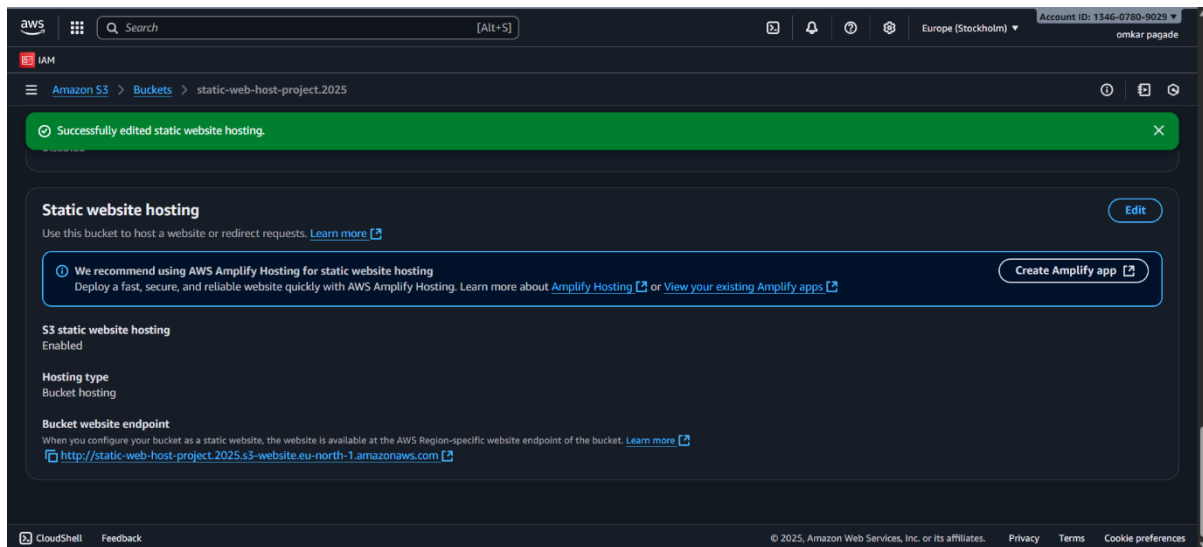 aws
Search [Alt+S]
Europe (Stockholm) ▼
Account ID: 1346-0780-9029 ▼
omkar pagade
IAM
Amazon S3 > Buckets > static-web-host-project.2025
Successfully edited static website hosting.
Disabled
Static website hosting
Edit
Use this bucket to host a website or redirect requests. Learn more
We recommend using AWS Amplify Hosting for static website hosting
Create Amplify app
Deploy a fast, secure, and reliable website quickly with AWS Amplify Hosting. Learn more about Amplify Hosting or View your existing Amplify apps
S3 static website hosting
Enabled
Hosting type
Bucket hosting
Bucket website endpoint
When you configure your bucket as a static website, the website is available at the AWS Region-specific website endpoint of the bucket. Learn more
http://static-web-host-project.2025.s3-website.eu-north-1.amazonaws.com
CloudShell Feedback © 2025, Amazon Web Services, Inc. or its affiliates. Privacy Terms Cookie preferences